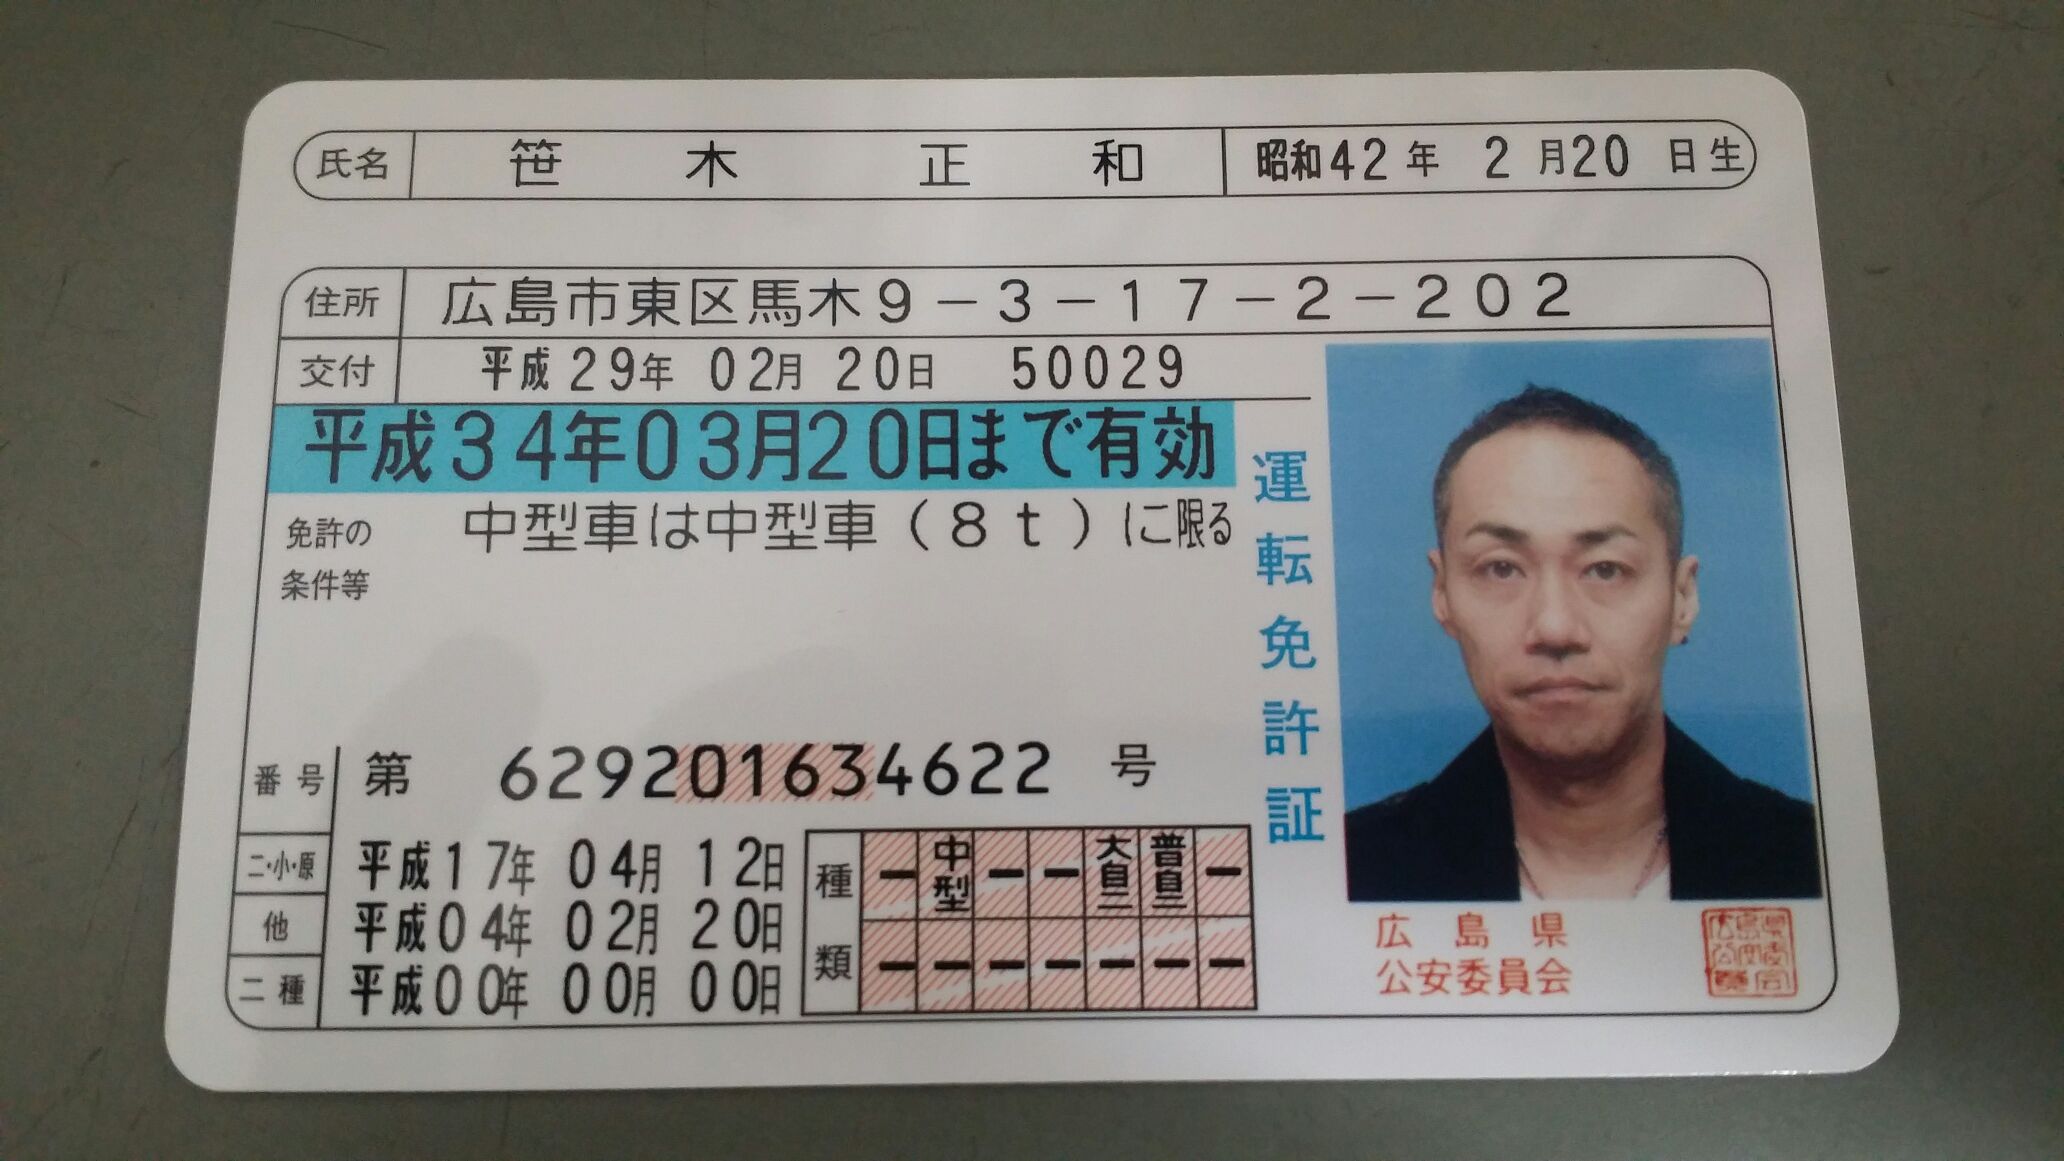 氏名 笹木 正和 昭和42年 2月20日生
住所 広島市東区馬木9-3-17-2-202
交付 平成29年 02月 20日 50029
平成34年03月20日まで有効
免許の条件等 中型車は中型車(8t)に限る
運転免許証
番号 第 629201634622 号
二・小・原 平成17年 04月 12日
他 平成04年 02月 20日
二種 平成00年 00月 00日
種類 ー 中型 ー ー 大自二 普自二 ー
ー ー ー ー ー ー ー
広島県
公安委員会